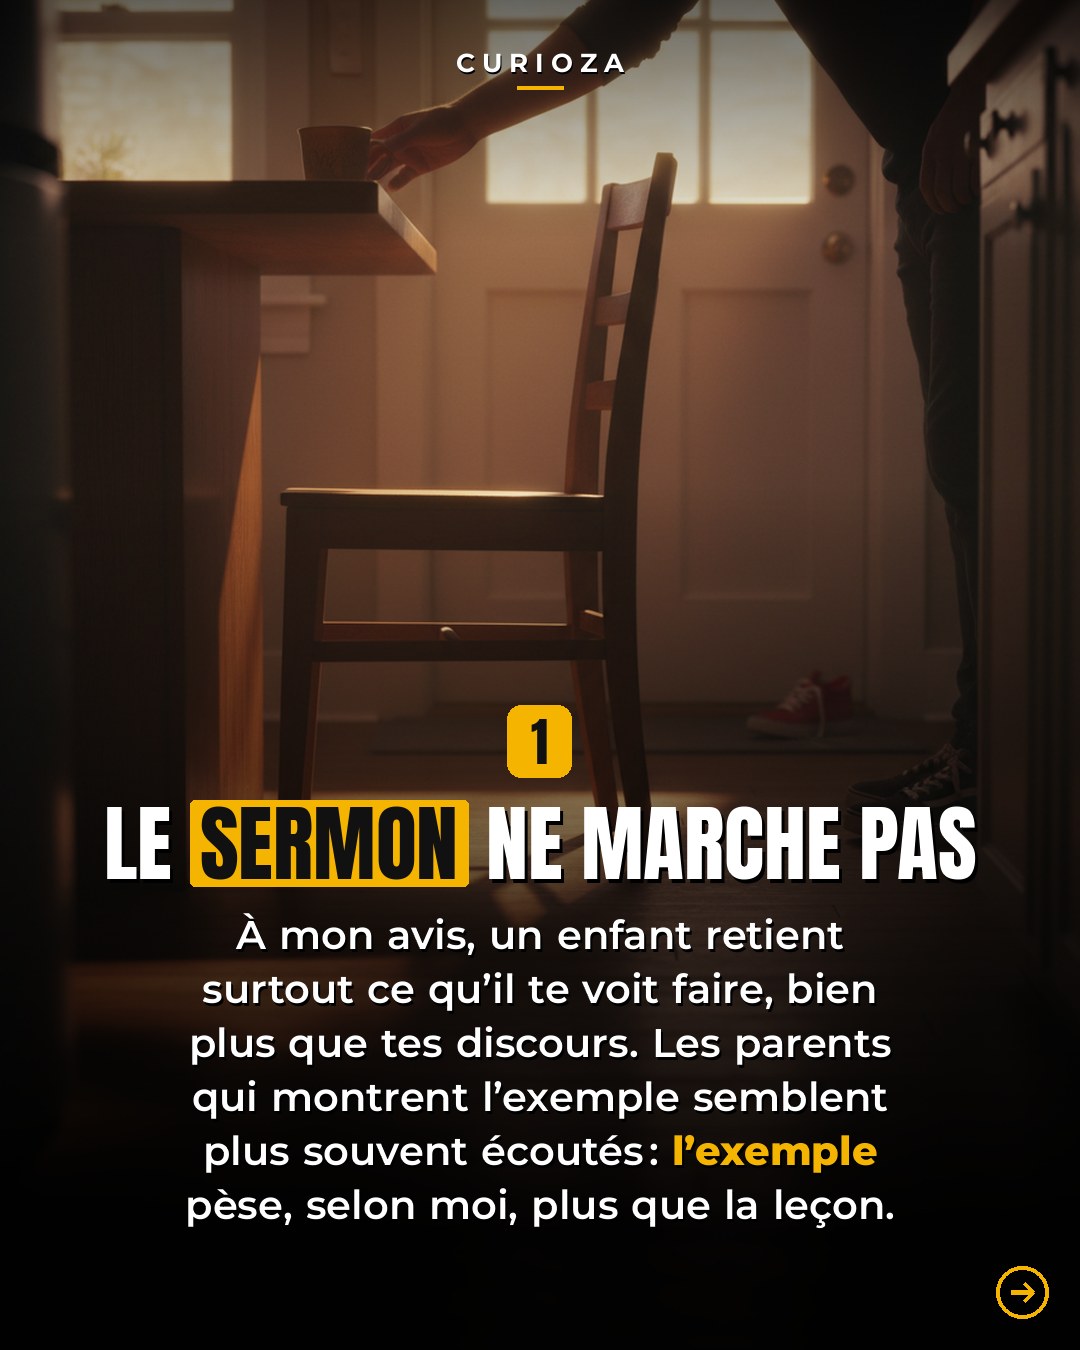 CURIOZA
1
LE SERMON NE MARCHE PAS
À mon avis, un enfant retient
surtout ce qu’il te voit faire, bien
plus que tes discours. Les parents
qui montrent l’exemple semblent
plus souvent écoutés : l’exemple
pèse, selon moi, plus que la leçon.